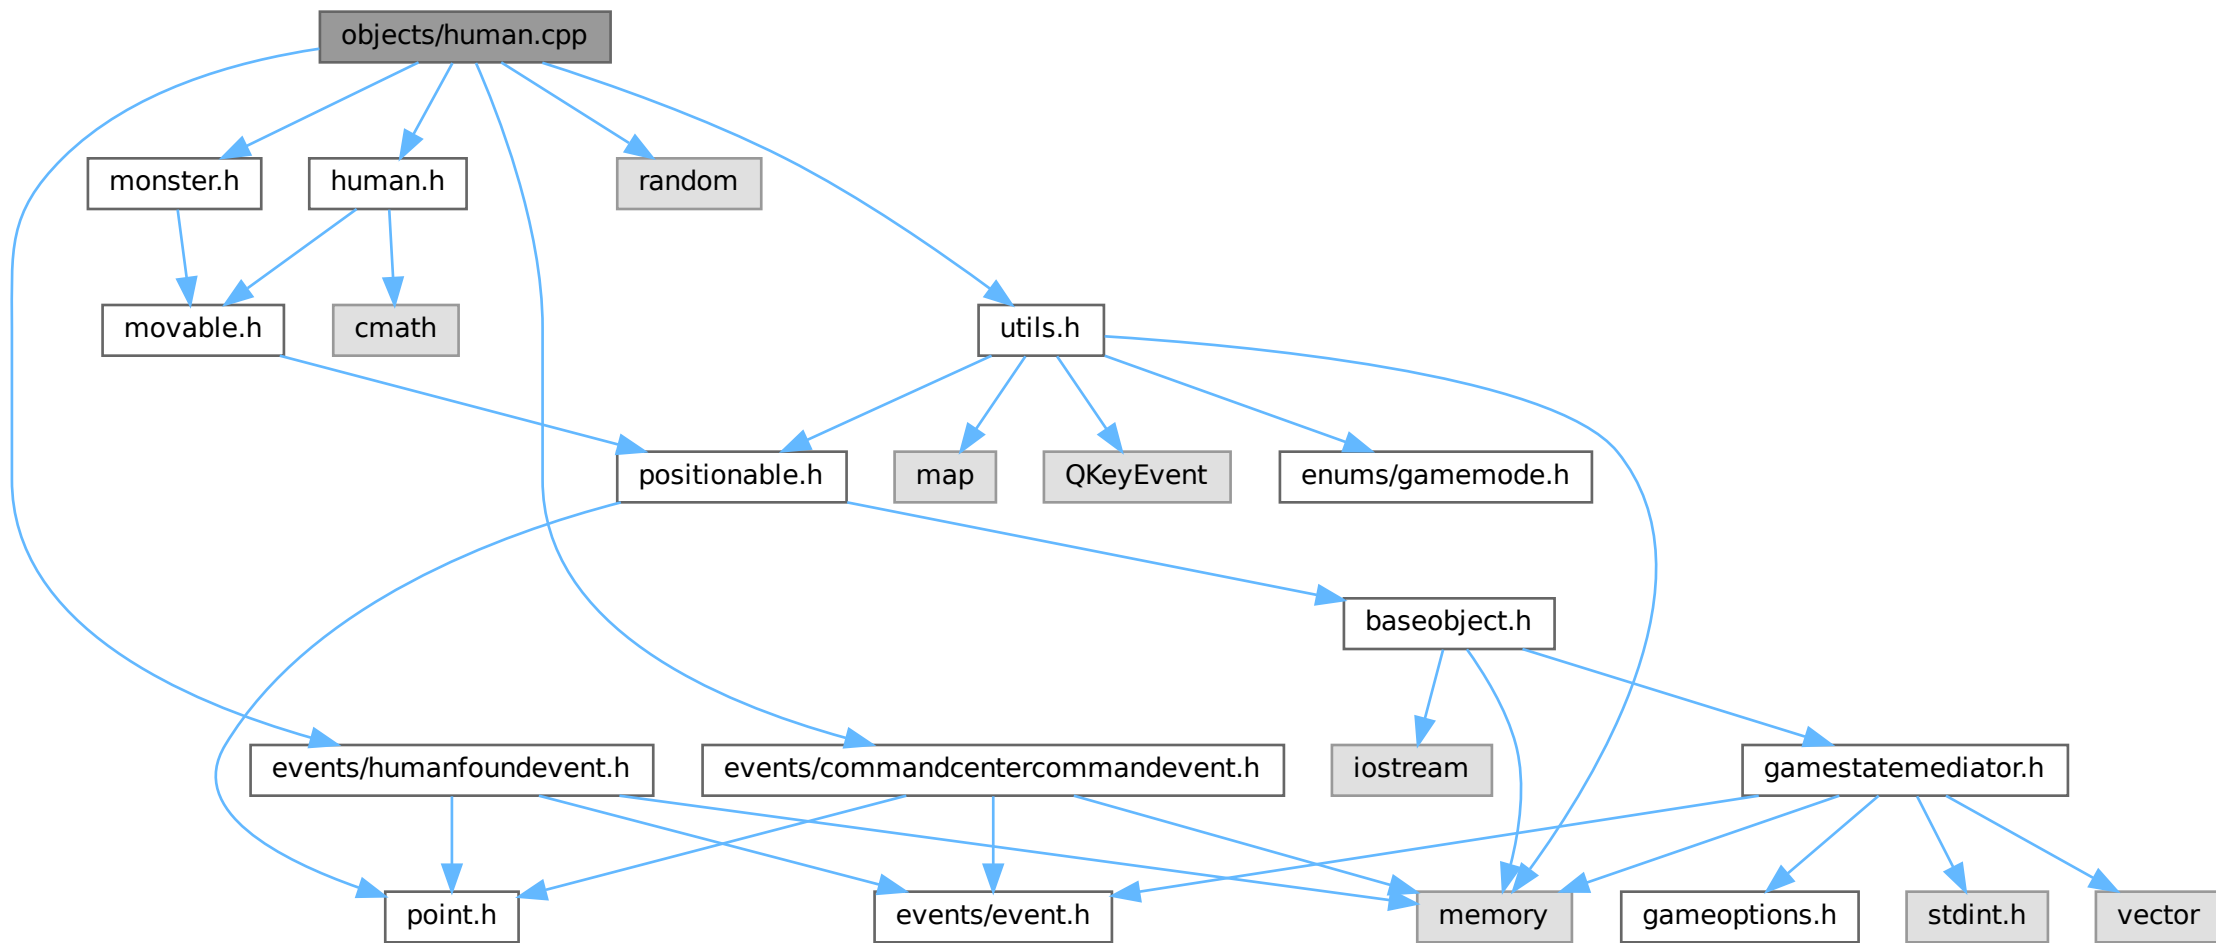 objects/human.cpp
monster.h
human.h
random
movable.h
cmath
utils.h
positionable.h
map
QKeyEvent
enums/gamemode.h
baseobject.h
events/humanfoundevent.h
events/commandcentercommandevent.h
iostream
gamestatemediator.h
point.h
events/event.h
memory
gameoptions.h
stdint.h
vector